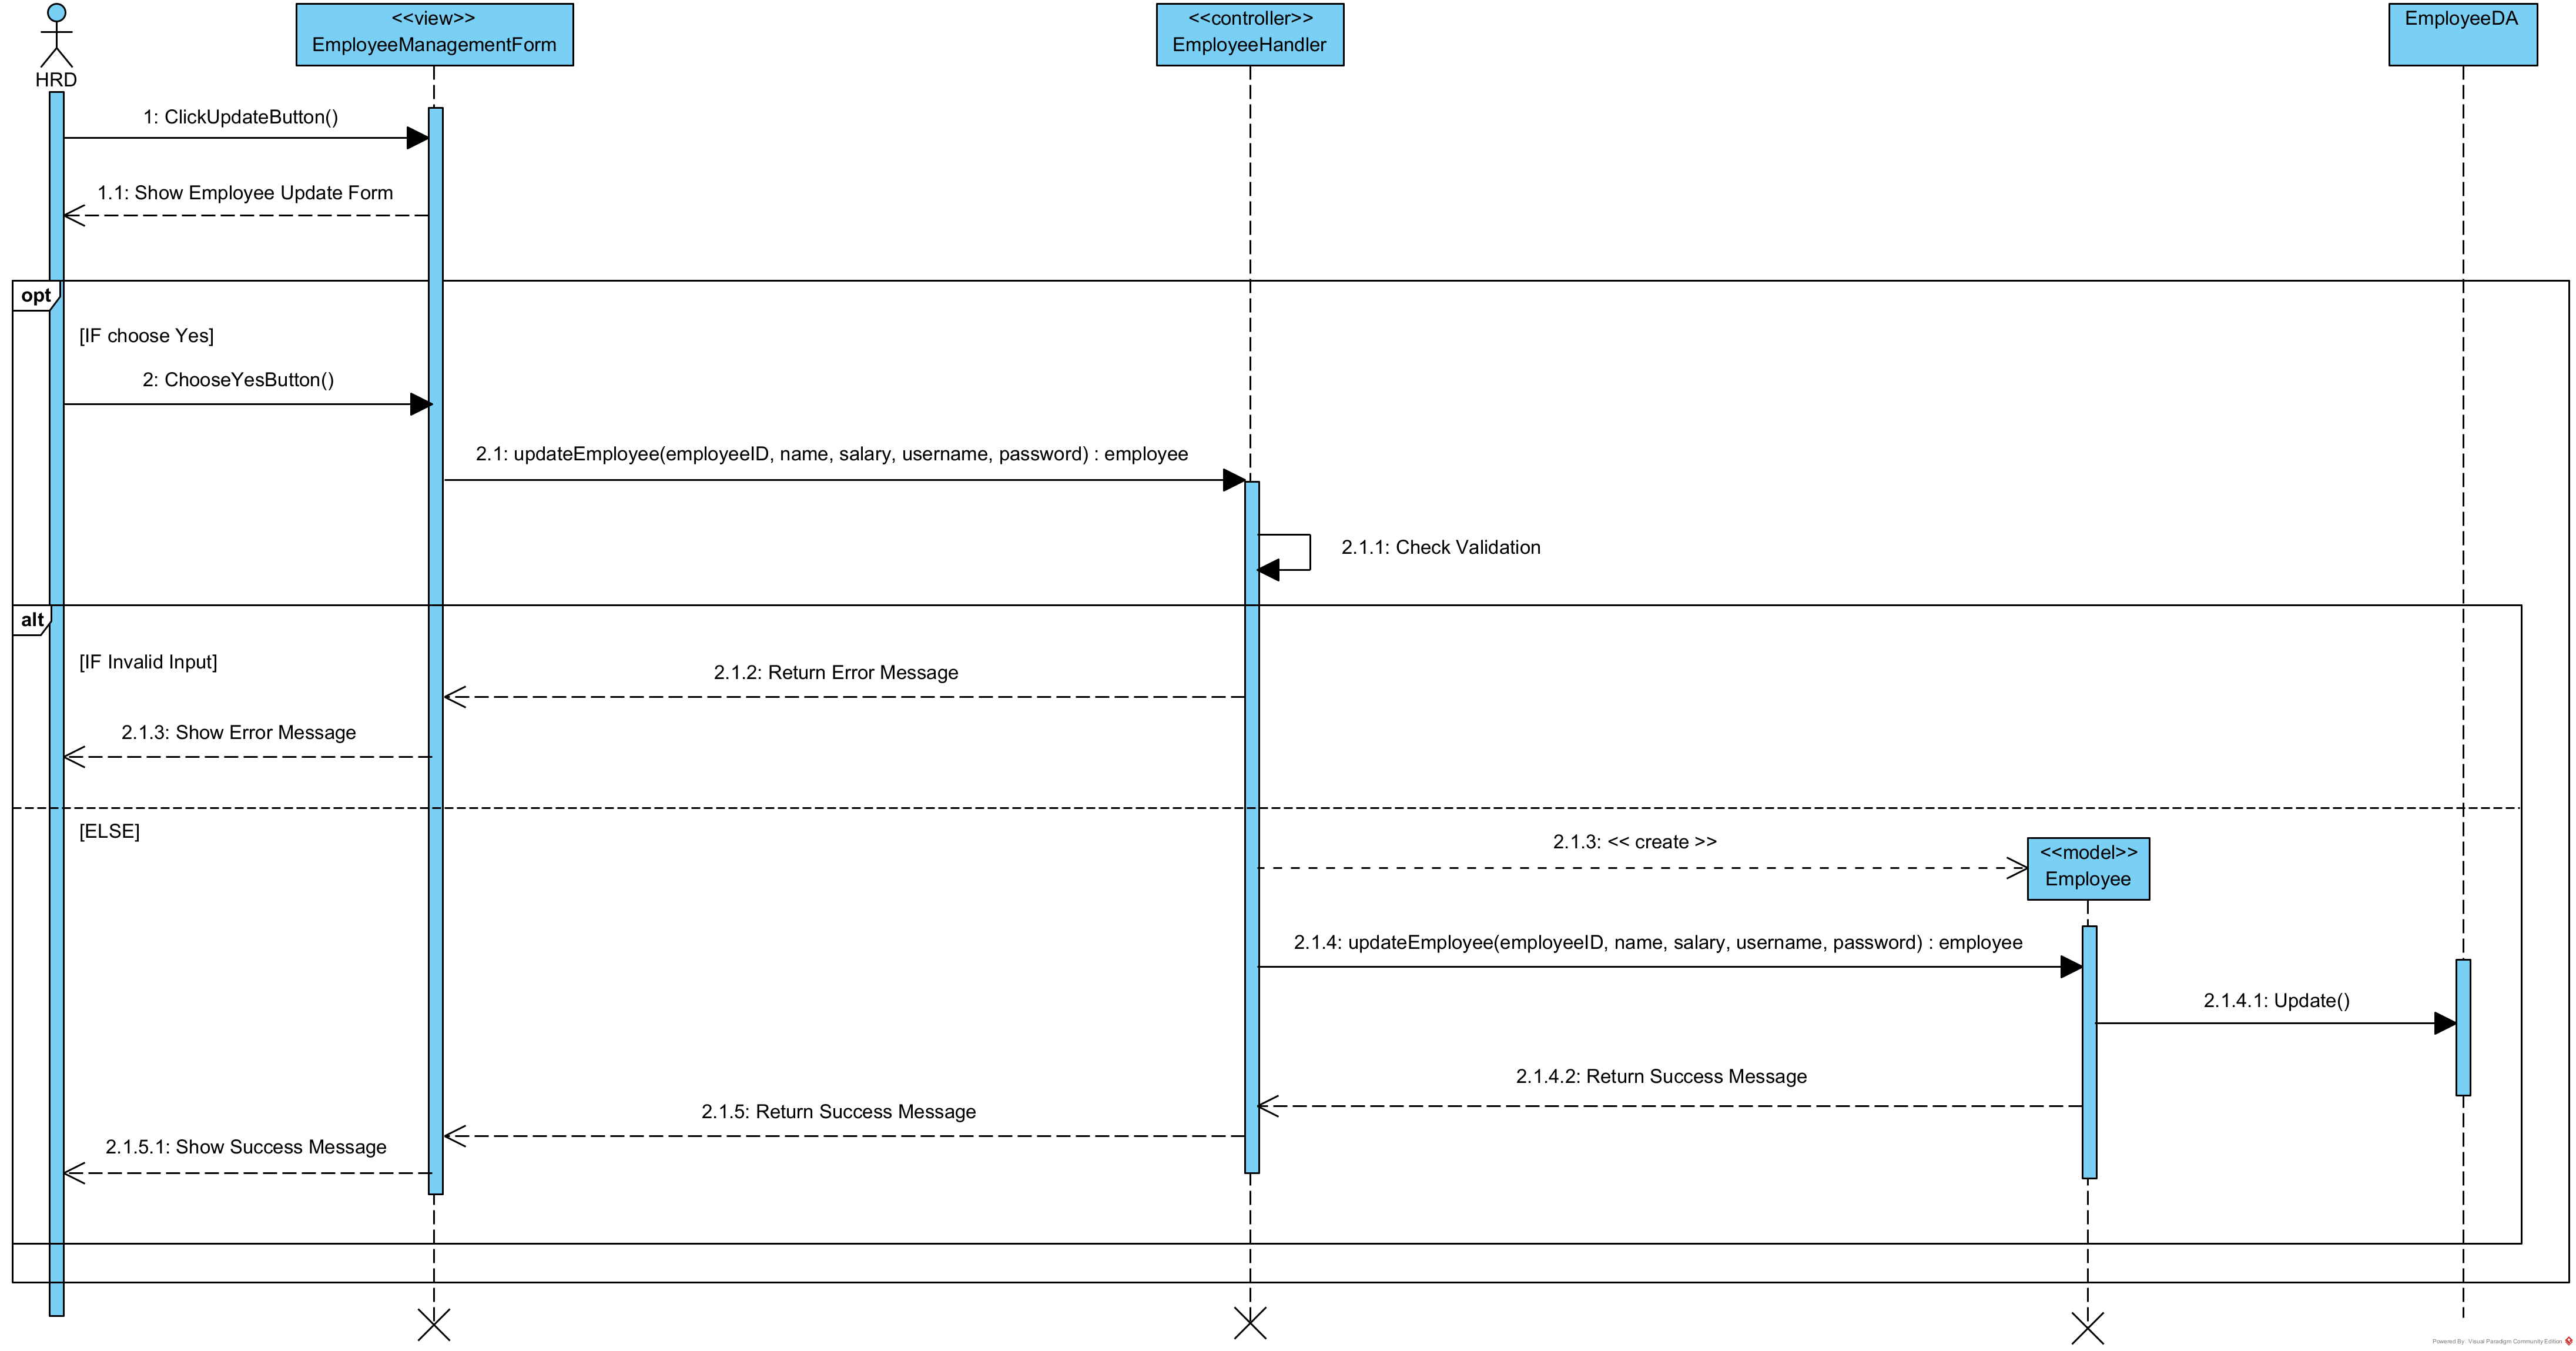 <<view>>
EmployeeManagementForm
<<controller>>
EmployeeHandler
EmployeeDA
HRD
1: ClickUpdateButton()
1.1: Show Employee Update Form
opt
[IF choose Yes]
2: ChooseYesButton()
2.1: updateEmployee(employeeID, name, salary, username, password) : employee
2.1.1: Check Validation
alt
[IF Invalid Input]
2.1.2: Return Error Message
2.1.3: Show Error Message
[ELSE]
2.1.3: << create >>
<<model>>
Employee
2.1.4: updateEmployee(employeeID, name, salary, username, password) : employee
2.1.4.1: Update()
2.1.4.2: Return Success Message
2.1.5: Return Success Message
2.1.5.1: Show Success Message
Powered By: Visual Paradigm Community Edition